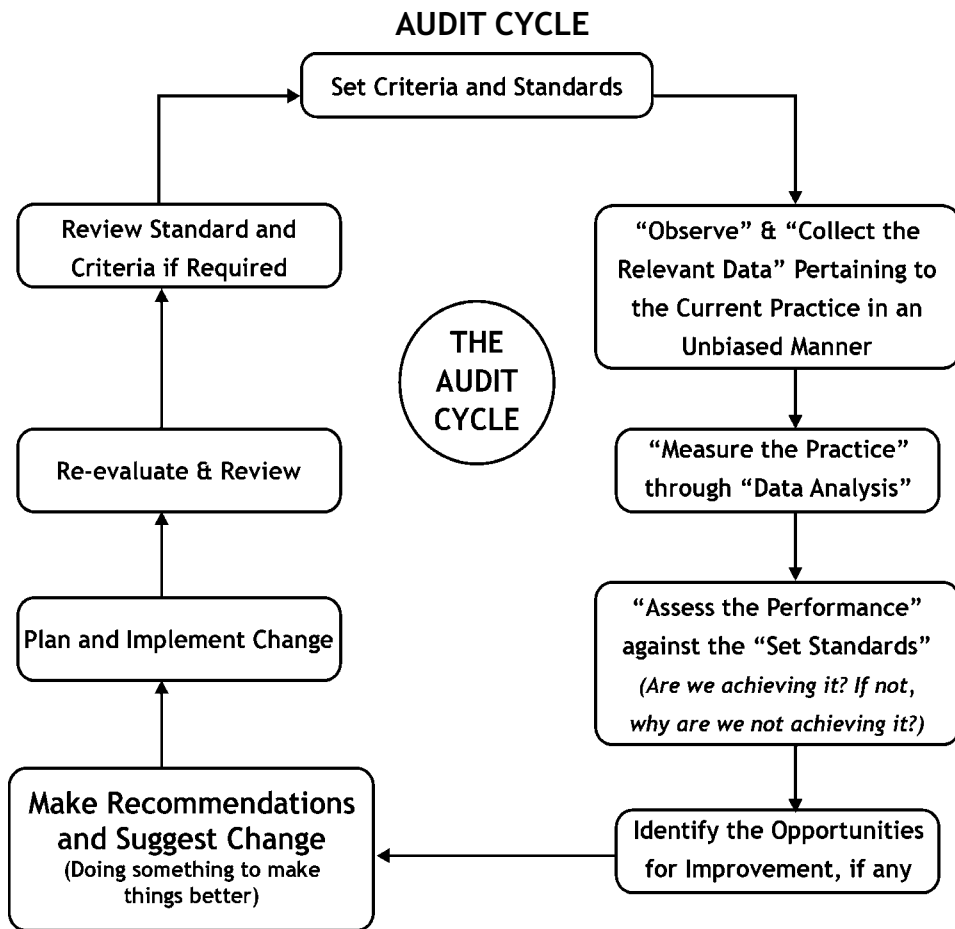 AUDIT CYCLE
Set Criteria and Standards
“Observe” & “Collect the
Relevant Data” Pertaining to
the Current Practice in an
Unbiased Manner
“Measure the Practice”
through “Data Analysis”
“Assess the Performance”
against the “Set Standards”
(Are we achieving it? If not,
why are we not achieving it?)
Identify the Opportunities
for Improvement, if any
Make Recommendations
and Suggest Change
(Doing something to make
things better)
Plan and Implement Change
Re-evaluate & Review
Review Standard and
Criteria if Required
THE
AUDIT
CYCLE